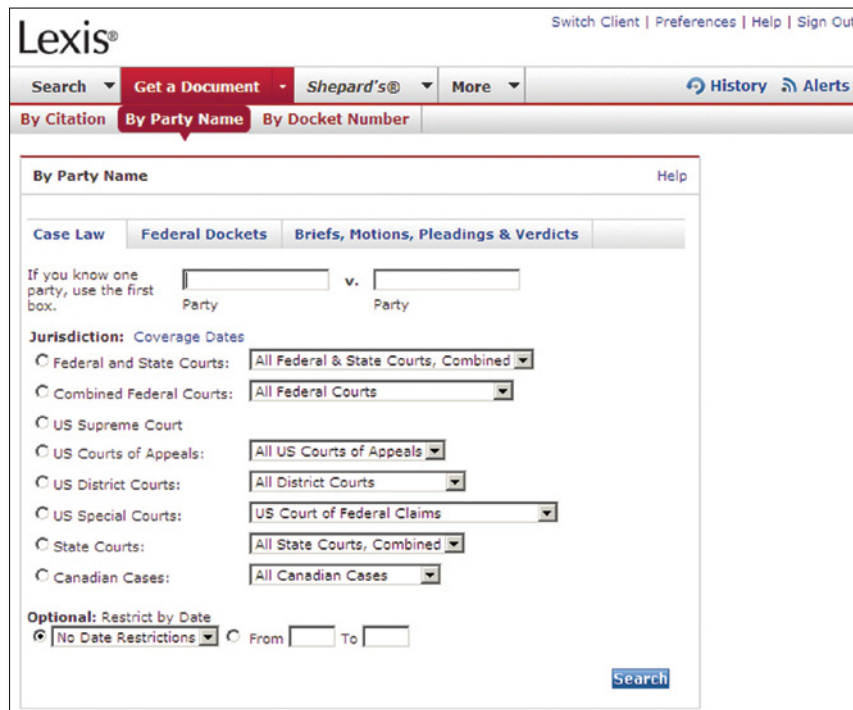 Switch Client | Preferences | Help | Sign Out
Lexis®
Search Get a Document Shepard's® More History Alerts
By Citation By Party Name By Docket Number
By Party Name Help
Case Law Federal Dockets Briefs, Motions, Pleadings & Verdicts
If you know one
party, use the first v.
box. Party Party
Jurisdiction: Coverage Dates
Federal and State Courts: All Federal & State Courts, Combined
Combined Federal Courts: All Federal Courts
US Supreme Court
US Courts of Appeals: All US Courts of Appeals
US District Courts: All District Courts
US Special Courts: US Court of Federal Claims
State Courts: All State Courts, Combined
Canadian Cases: All Canadian Cases
Optional: Restrict by Date
No Date Restrictions From To
Search